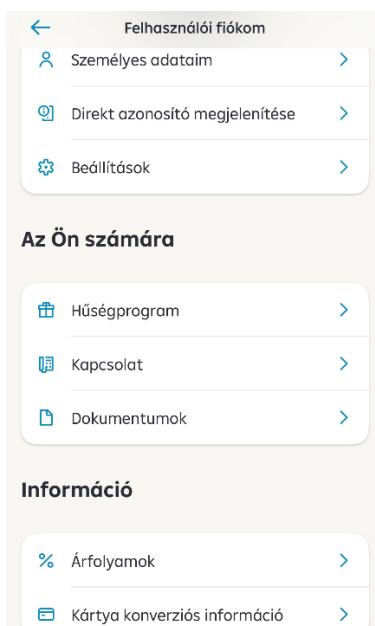 Felhasználói fiókom
Személyes adataim
Direkt azonosító megjelenítése
Beállítások
Az Ön számára
Hűségprogram
Kapcsolat
Dokumentumok
Információ
Árfolyamok
Kártya konverziós információ